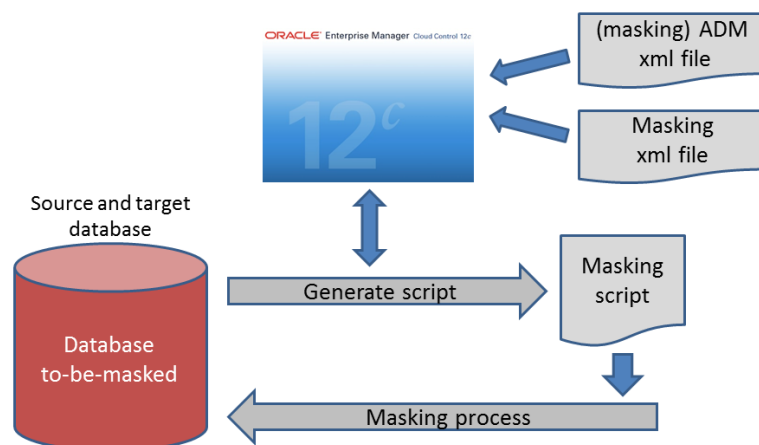 ORACLE Enterprise Manager Cloud Control 12c
12c
(masking) ADM
xml file
Masking
xml file
Source and target
database
Database
to-be-masked
Generate script
Masking
script
Masking process